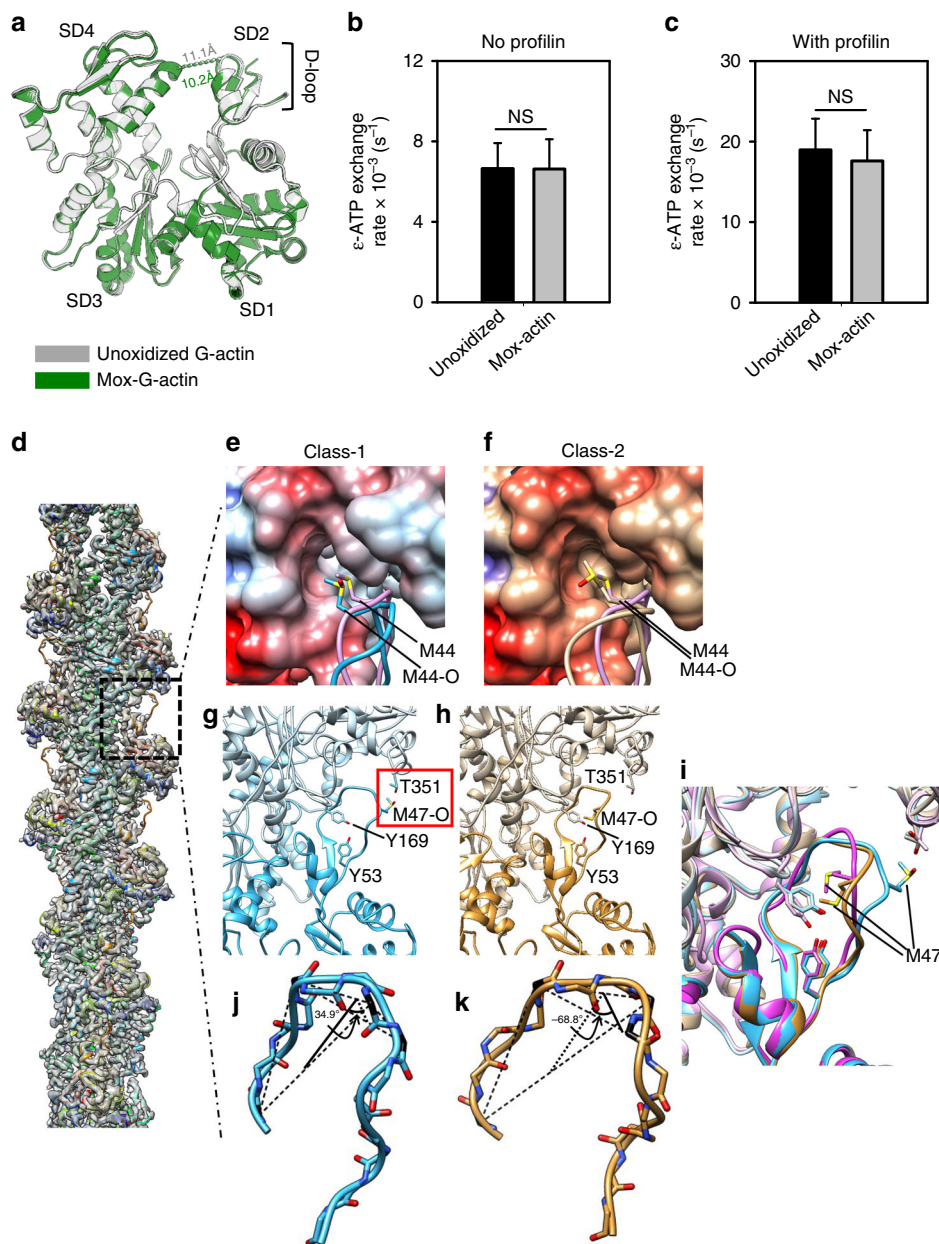 a
SD4
SD2
11.1Å
10.2Å
D-loop
SD3
SD1
Unoxidized G-actin
Mox-G-actin
b
No profilin
ε-ATP exchange
rate × 10⁻³ (s⁻¹)
12
8
4
0
NS
Unoxidized
Mox-actin
c
With profilin
ε-ATP exchange
rate × 10⁻³ (s⁻¹)
30
20
10
0
NS
Unoxidized
Mox-actin
d
e
Class-1
M44
M44-O
f
Class-2
M44
M44-O
g
T351
M47-O
Y169
Y53
h
T351
M47-O
Y169
Y53
i
M47
j
34.9°
k
–68.8°